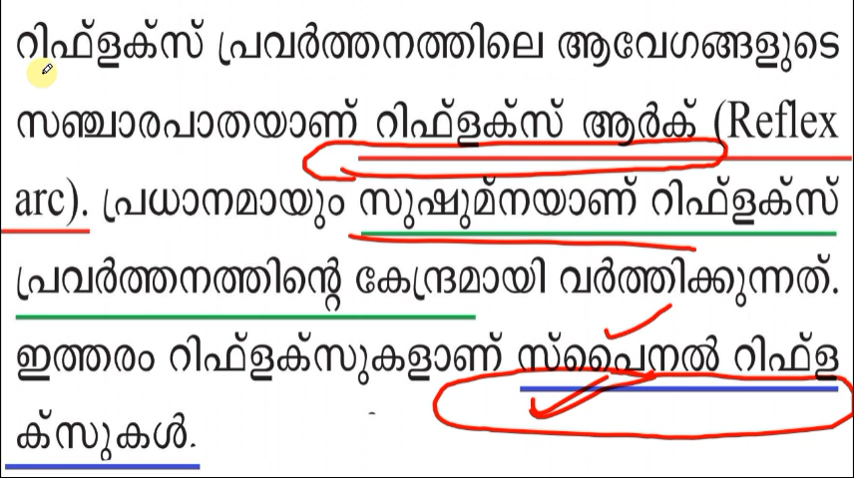 റിഫ്ളക്സ് പ്രവർത്തനത്തിലെ ആവേഗങ്ങളുടെ
സഞ്ചാരപാതയാണ് റിഫ്ളക്സ് ആർക് (Reflex
arc). പ്രധാനമായും സുഷുമ്നയാണ് റിഫ്ളക്സ്
പ്രവർത്തനത്തിന്റെ കേന്ദ്രമായി വർത്തിക്കുന്നത്.
ഇത്തരം റിഫ്ളക്സുകളാണ് സ്പൈനൽ റിഫ്ള
ക്സുകൾ.